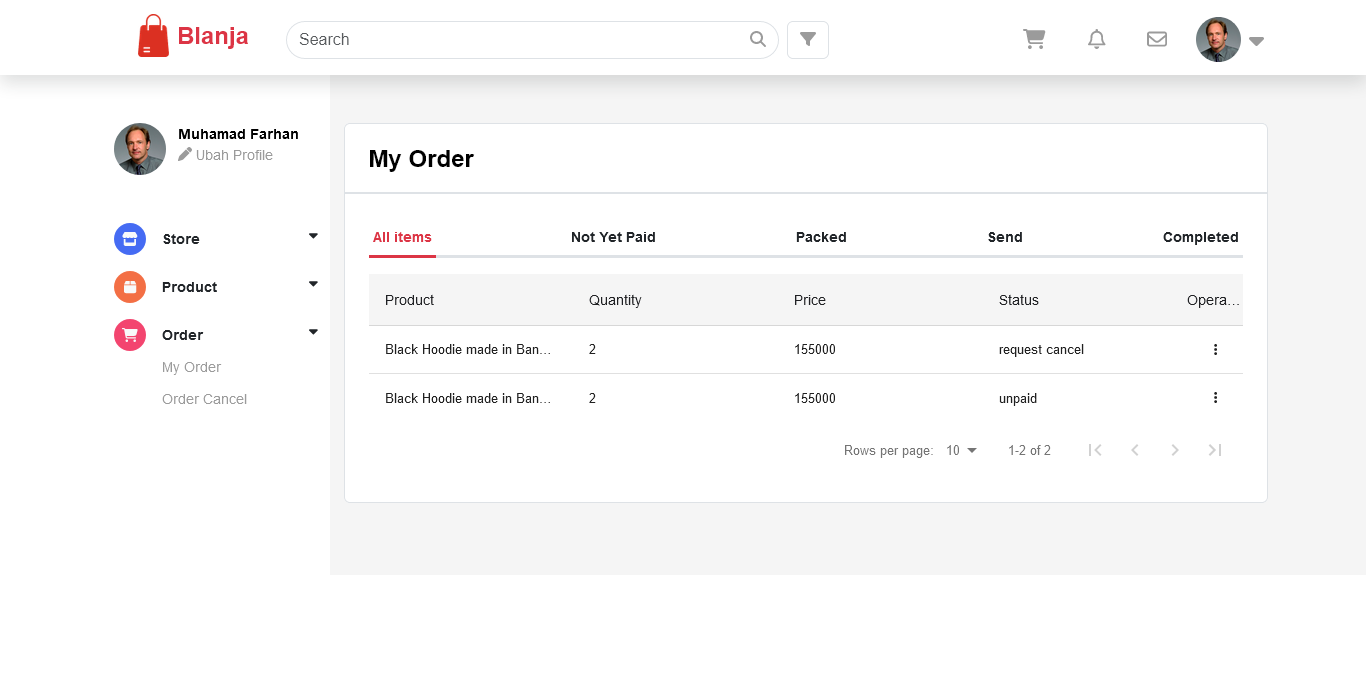 Blanja
Search
Muhamad Farhan
Ubah Profile
Store
Product
Order
My Order
Order Cancel
My Order
All items Not Yet Paid Packed Send Completed
Product Quantity Price Status Opera...
Black Hoodie made in Ban... 2 155000 request cancel
Black Hoodie made in Ban... 2 155000 unpaid
Rows per page: 10 1-2 of 2